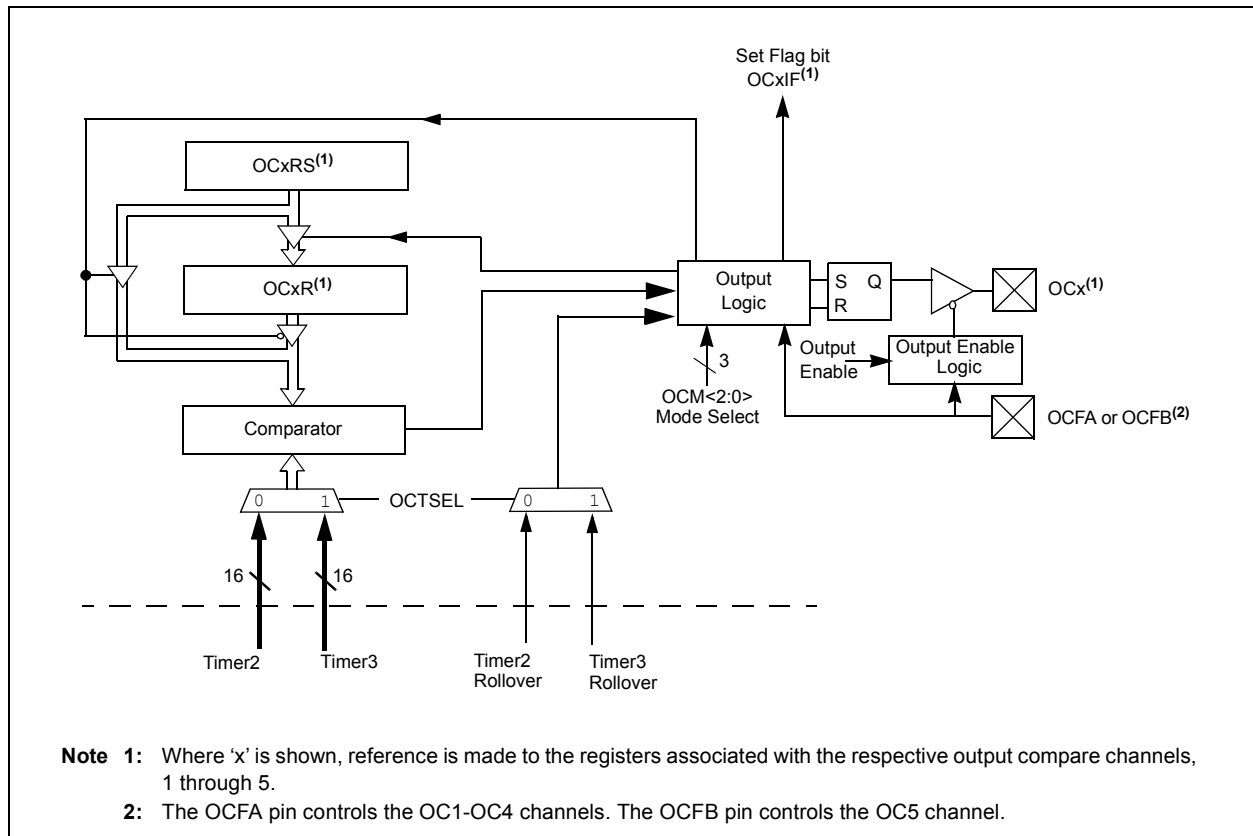 Set Flag bit
OCxIF(1)
OCxRS(1)
OCxR(1)
Output
Logic
S Q
R
OCx(1)
Output
Enable
Output Enable
Logic
3
OCM<2:0>
Mode Select
OCFA or OCFB(2)
Comparator
0 1
OCTSEL
0 1
16
16
Timer2
Timer3
Timer2
Rollover
Timer3
Rollover
Note 1: Where ‘x’ is shown, reference is made to the registers associated with the respective output compare channels,
1 through 5.
2: The OCFA pin controls the OC1-OC4 channels. The OCFB pin controls the OC5 channel.